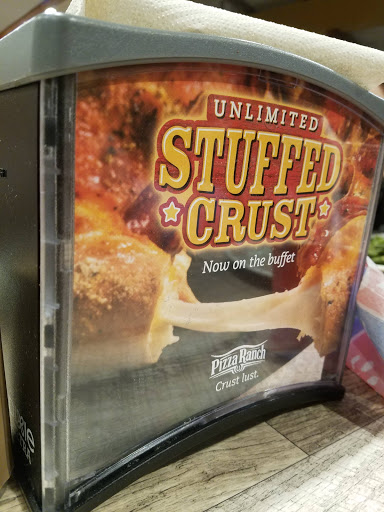 UNLIMITED
STUFFED
CRUST
Now on the buffet
Pizza Ranch
Crust lust.